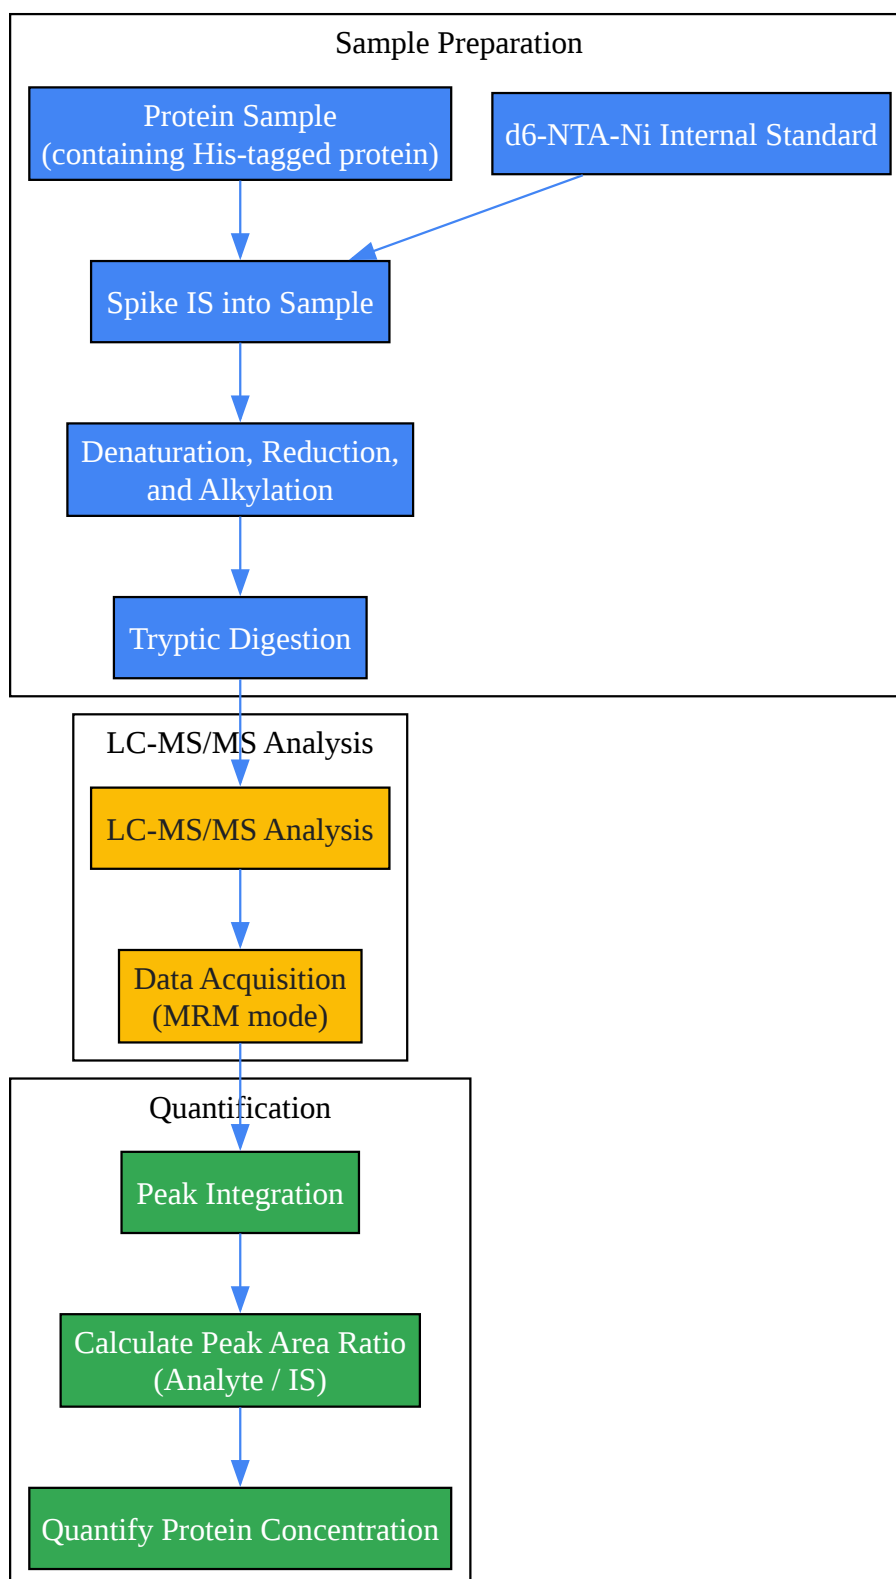 Sample Preparation
Protein Sample
(containing His-tagged protein)
d6-NTA-Ni Internal Standard
Spike IS into Sample
Denaturation, Reduction,
and Alkylation
Tryptic Digestion
LC-MS/MS Analysis
LC-MS/MS Analysis
Data Acquisition
(MRM mode)
Quantification
Peak Integration
Calculate Peak Area Ratio
(Analyte / IS)
Quantify Protein Concentration